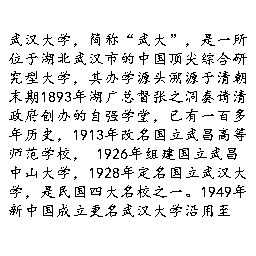 武汉大学，简称“武大”，是一所
位于湖北武汉市的中国顶尖综合研
究型大学，其办学源头溯源于清朝
末期1893年湖广总督张之洞奏请清
政府创办的自强学堂，已有一百多
年历史，1913年改名国立武昌高等
师范学校， 1926年组建国立武昌
中山大学，1928年定名国立武汉大
学，是民国四大名校之一。1949年
新中国成立更名武汉大学沿用至